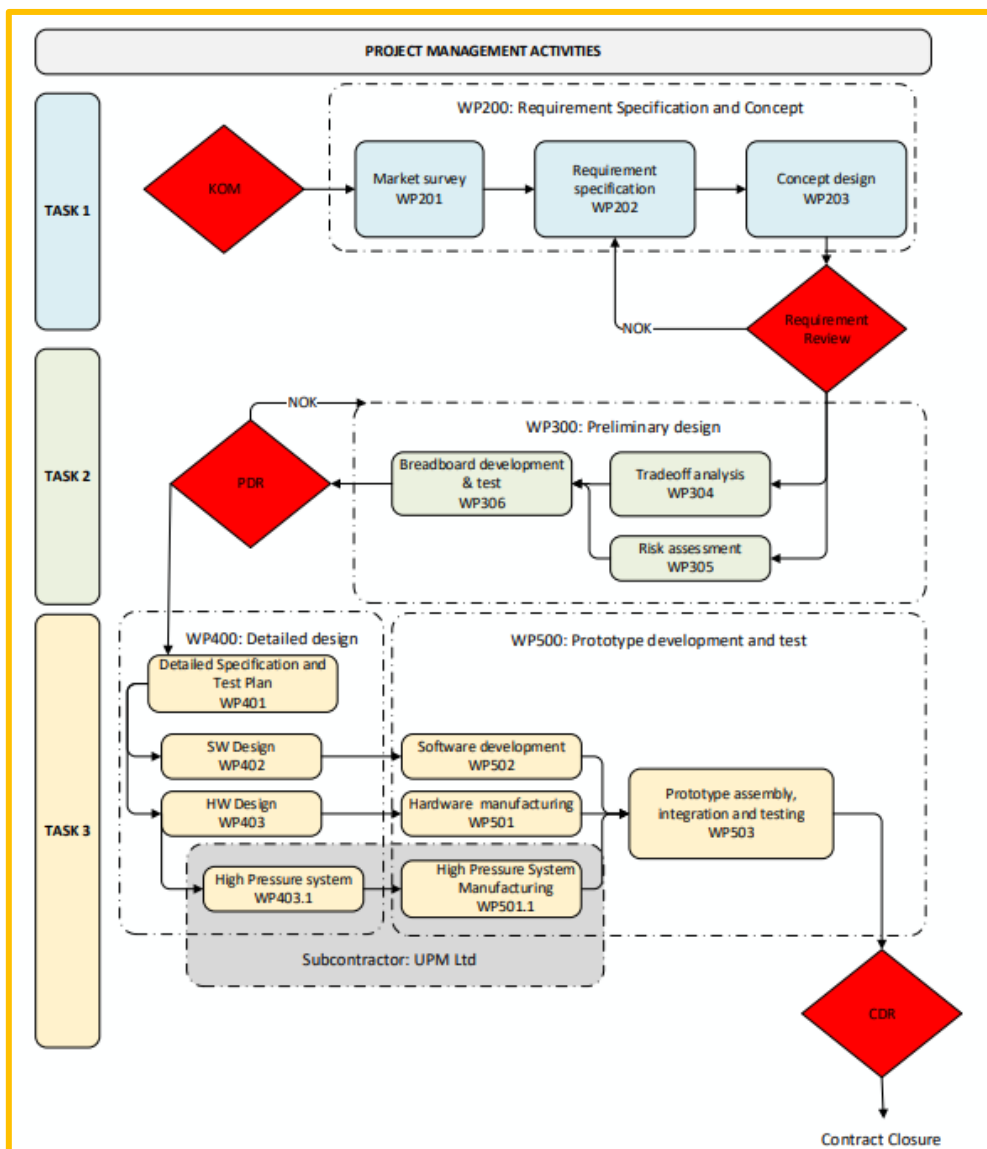 PROJECT MANAGEMENT ACTIVITIES
TASK 1
WP200: Requirement Specification and Concept
KOM
Market survey
WP201
Requirement
specification
WP202
Concept design
WP203
NOK
Requirement
Review
TASK 2
NOK
WP300: Preliminary design
PDR
Breadboard development
& test
WP306
Tradeoff analysis
WP304
Risk assessment
WP305
TASK 3
WP400: Detailed design
WP500: Prototype development and test
Detailed Specification and
Test Plan
WP401
SW Design
WP402
Software development
WP502
HW Design
WP403
Hardware manufacturing
WP501
Prototype assembly,
integration and testing
WP503
High Pressure system
WP403.1
High Pressure System
Manufacturing
WP501.1
Subcontractor: UPM Ltd
CDR
Contract Closure